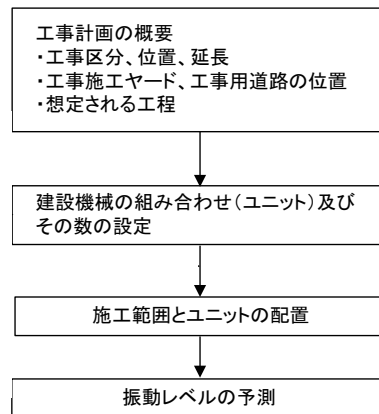 工事計画の概要
・工事区分、位置、延長
・工事施工ヤード、工事用道路の位置
・想定される工程
建設機械の組み合わせ（ユニット）及び
その数の設定
施工範囲とユニットの配置
振動レベルの予測